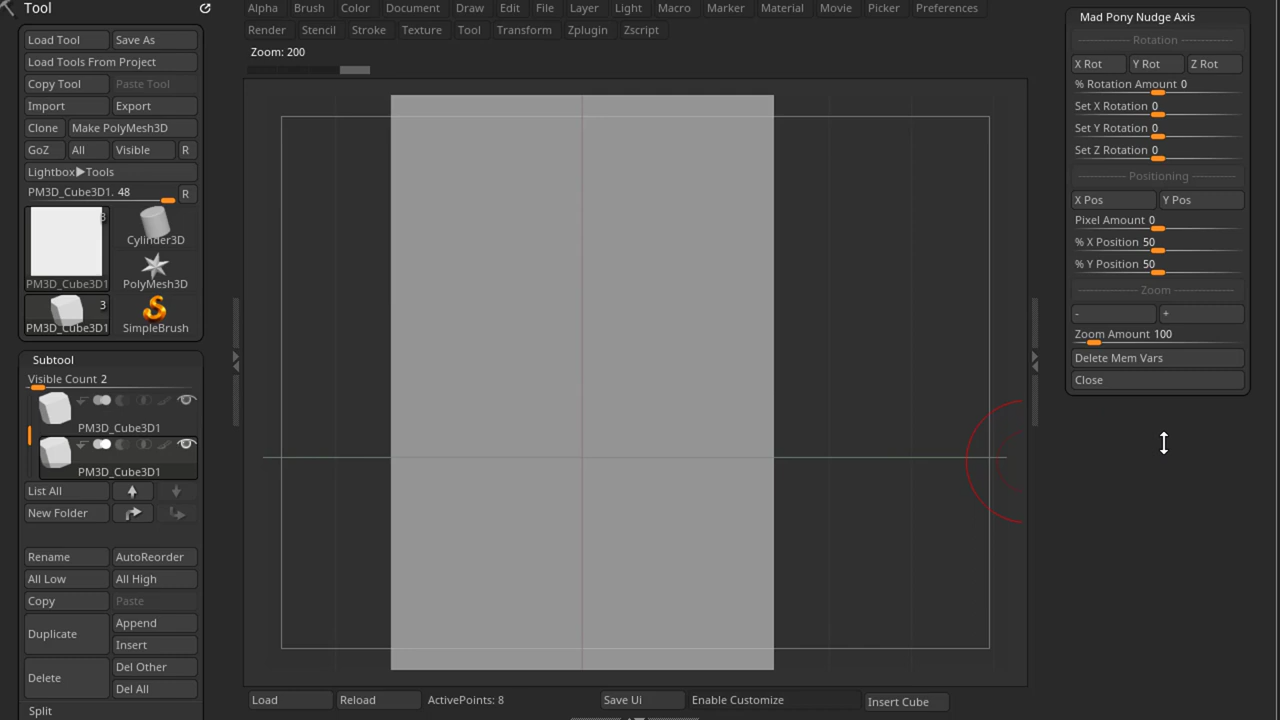 Tool
Load Tool Save As
Load Tools From Project
Copy Tool Paste Tool
Import Export
Clone Make PolyMesh3D
GoZ All Visible R
Lightbox▶Tools
PM3D_Cube3D1. 48 R
3
Cylinder3D
PM3D_Cube3D1 PolyMesh3D
3
PM3D_Cube3D1 SimpleBrush
Subtool
Visible Count 2
PM3D_Cube3D1
PM3D_Cube3D1
List All
New Folder
Rename AutoReorder
All Low All High
Copy Paste
Duplicate Append
Insert
Delete Del Other
Del All
Split
Alpha Brush Color Document Draw Edit File Layer Light Macro Marker Material Movie Picker Preferences
Render Stencil Stroke Texture Tool Transform Zplugin Zscript
Zoom: 200
Load Reload ActivePoints: 8 Save Ui Enable Customize Insert Cube
Mad Pony Nudge Axis
Rotation
X Rot Y Rot Z Rot
% Rotation Amount 0
Set X Rotation 0
Set Y Rotation 0
Set Z Rotation 0
Positioning
X Pos Y Pos
Pixel Amount 0
% X Position 50
% Y Position 50
Zoom
- +
Zoom Amount 100
Delete Mem Vars
Close